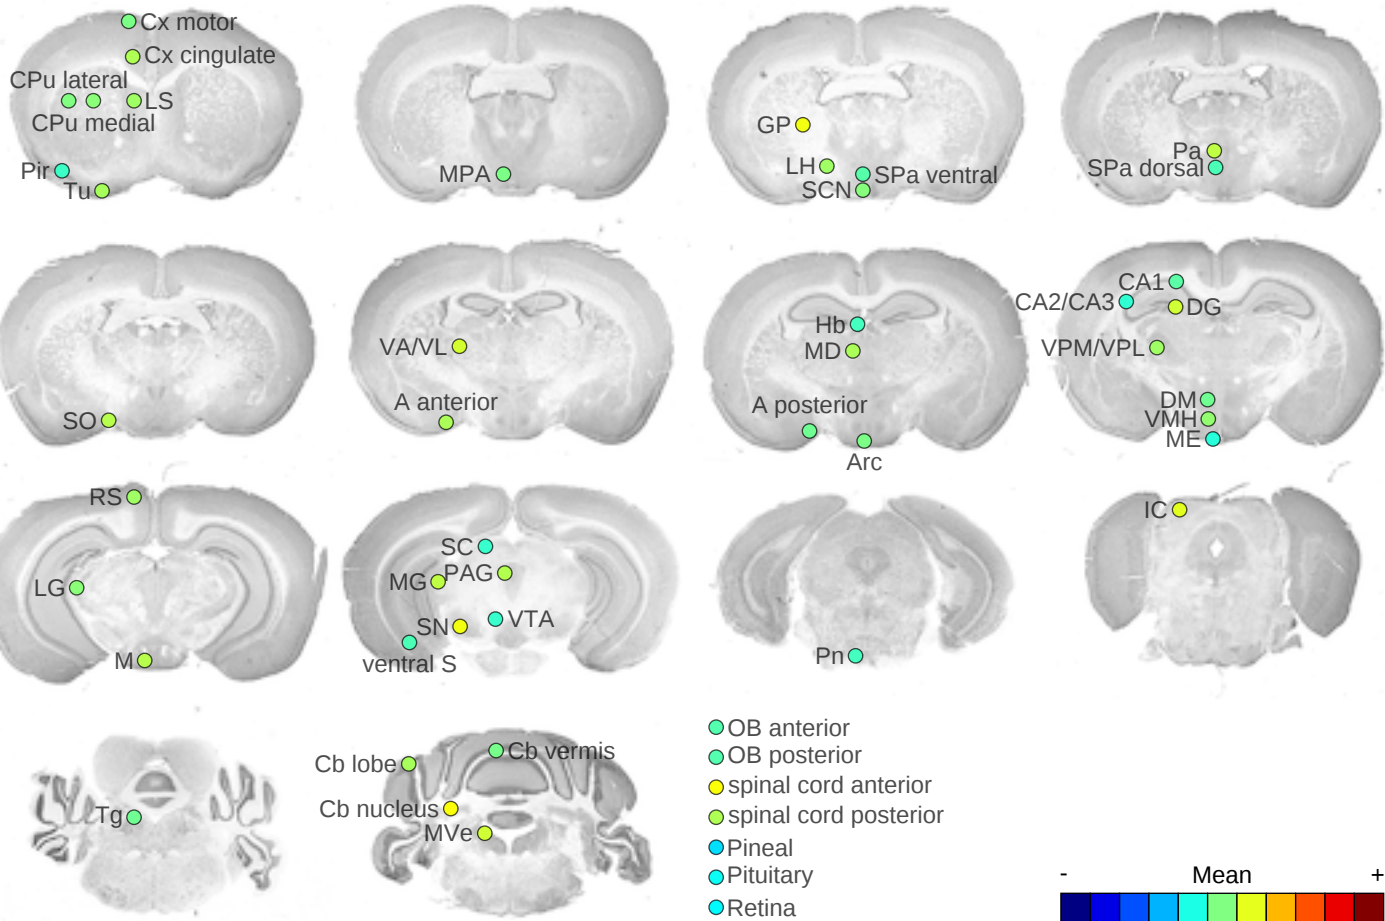 Cx motor
Cx cingulate
CPu lateral
LS
CPu medial
Pir
Tu
MPA
GP
LH
SPa ventral
SCN
Pa
SPa dorsal
SO
VA/VL
A anterior
Hb
MD
A posterior
Arc
CA1
CA2/CA3
DG
VPM/VPL
DM
VMH
ME
RS
LG
M
SC
PAG
MG
SN
VTA
ventral S
Pn
IC
Tg
Cb vermis
Cb lobe
Cb nucleus
MVe
OB anterior
OB posterior
spinal cord anterior
spinal cord posterior
Pineal
Pituitary
Retina
- Mean +